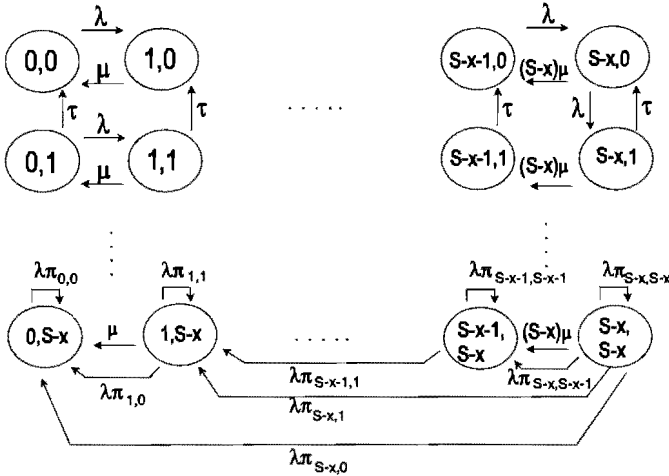 λ λ
0,0 1,0 S-x-1,0 S-x,0
μ (S-x)μ
τ τ τ λ τ
λ
0,1 1,1 S-x-1,1 S-x,1
μ (S-x)μ
λπ0,0 λπ1,1 λπS-x-1,S-x-1 λπS-x,S-x
0,S-x μ 1,S-x S-x-1, S-x (S-x)μ S-x, S-x
λπ1,0 λπS-x-1,1 λπS-x,S-x-1
λπS-x,1
λπS-x,0